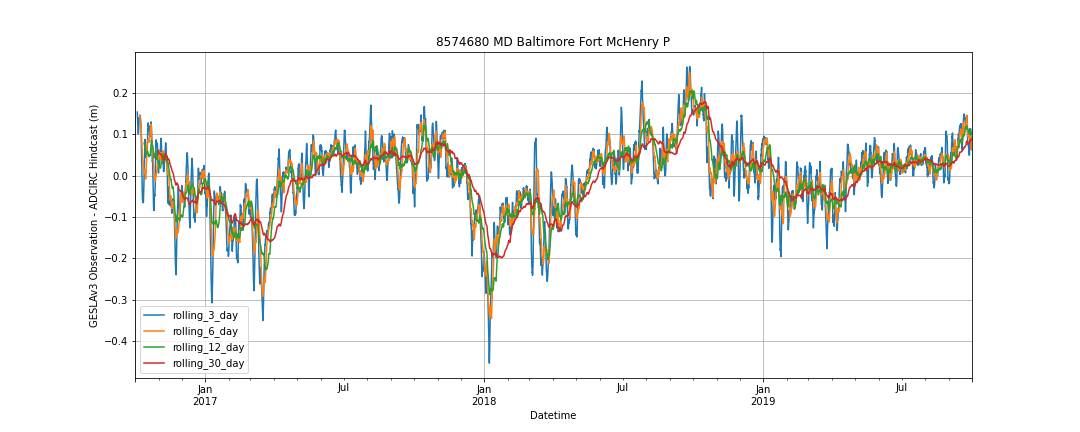 8574680 MD Baltimore Fort McHenry P
GESLAv3 Observation - ADCIRC Hindcast (m)
0.2
0.1
0.0
−0.1
−0.2
−0.3
−0.4
rolling_3_day
rolling_6_day
rolling_12_day
rolling_30_day
Jan
2017
Jul
Jan
2018
Jul
Jan
2019
Jul
Datetime